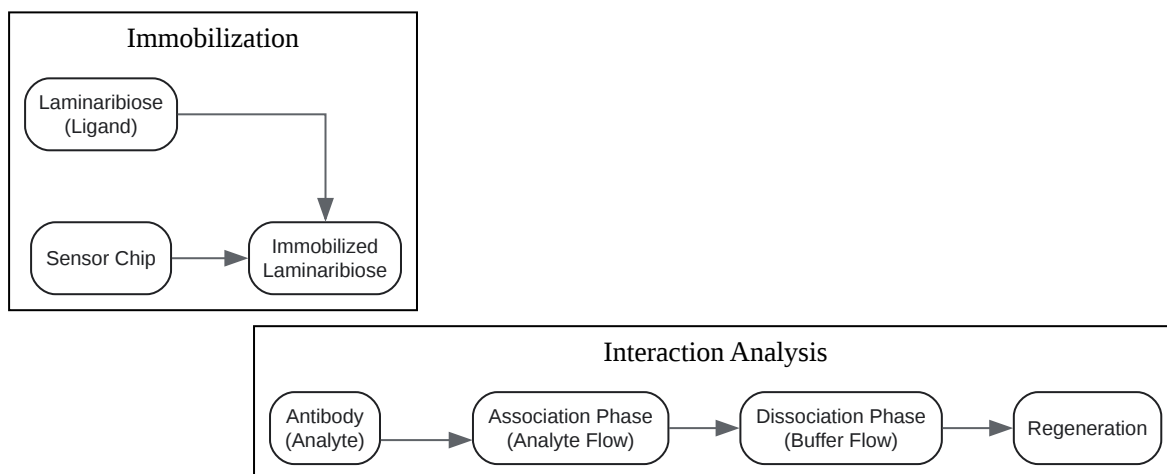 Immobilization
Laminaribiose
(Ligand)
Sensor Chip
Immobilized
Laminaribiose
Interaction Analysis
Antibody
(Analyte)
Association Phase
(Analyte Flow)
Dissociation Phase
(Buffer Flow)
Regeneration